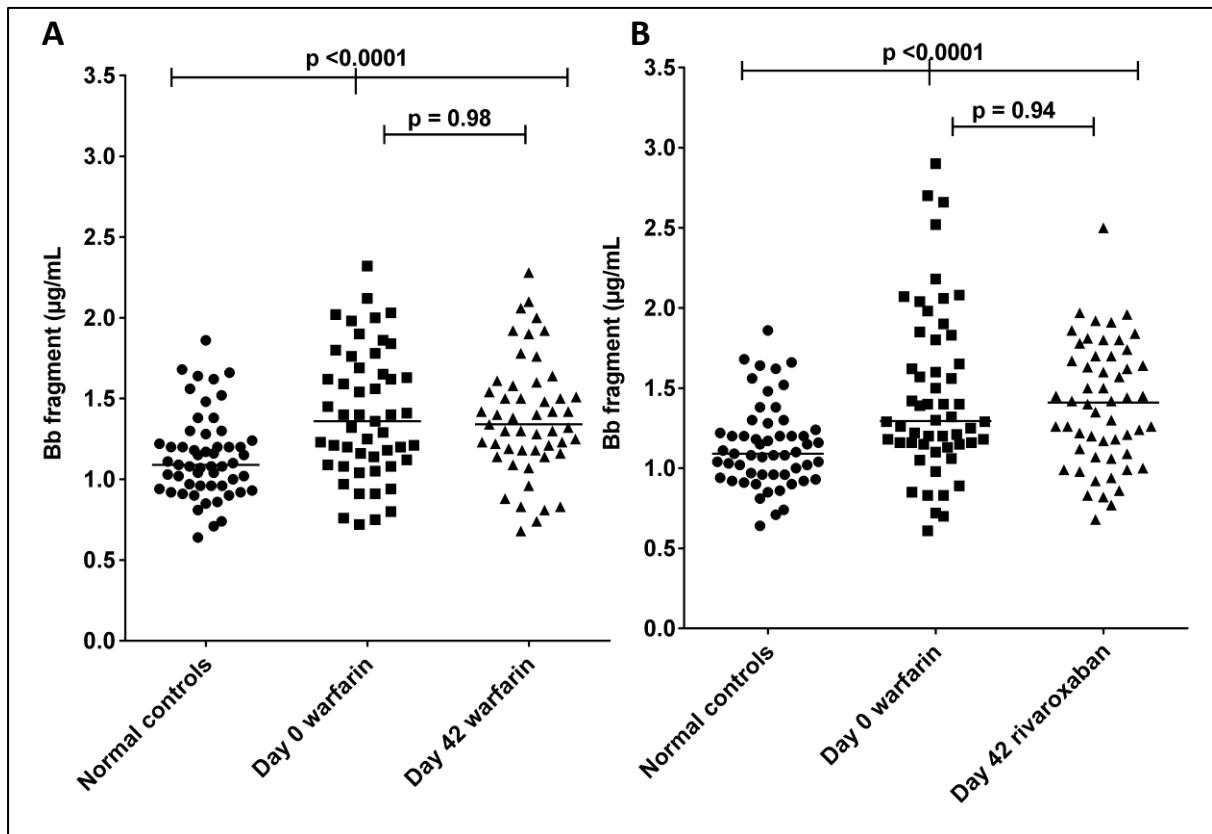 A
p <0.0001
p = 0.98
3.5
3.0
2.5
2.0
1.5
1.0
0.5
0.0
Bb fragment (µg/mL
Normal controls
Day 0 warfarin
Day 42 warfarin
B
p <0.0001
p = 0.94
3.5
3.0
2.5
2.0
1.5
1.0
0.5
0.0
Bb fragment (µg/mL
Normal controls
Day 0 warfarin
Day 42 rivaroxaban